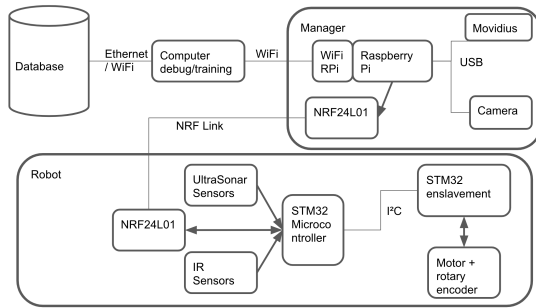 Manager
Movidius
Ethernet
/ WiFi
Computer
debug/training
WiFi
WiFi
RPi
Raspberry
Pi
USB
Database
NRF24L01
Camera
NRF Link
Robot
UltraSonar
Sensors
STM32
enslavement
STM32
Microco
ntroller
I²C
NRF24L01
IR
Sensors
Motor +
rotary
encoder